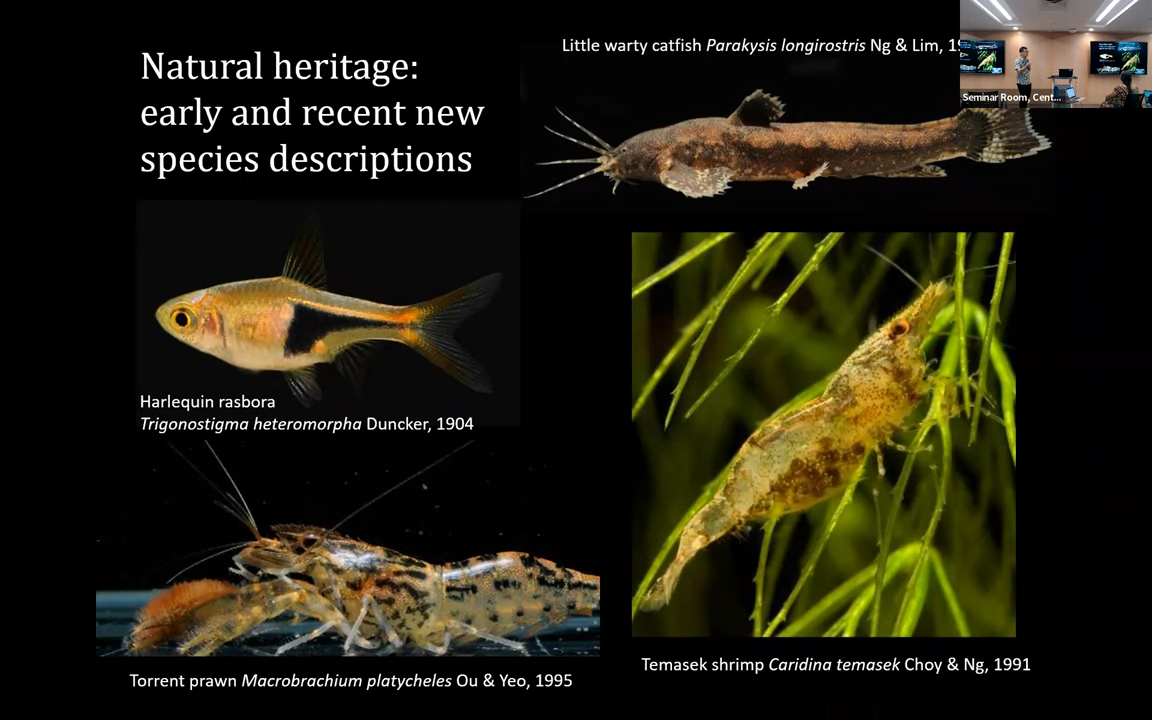 Natural heritage:
early and recent new
species descriptions
Little warty catfish Parakysis longirostris Ng & Lim,
Seminar Room, Cent...
Harlequin rasbora
Trigonostigma heteromorpha Duncker, 1904
Torrent prawn Macrobrachium platycheles Ou & Yeo, 1995
Temasek shrimp Caridina temasek Choy & Ng, 1991